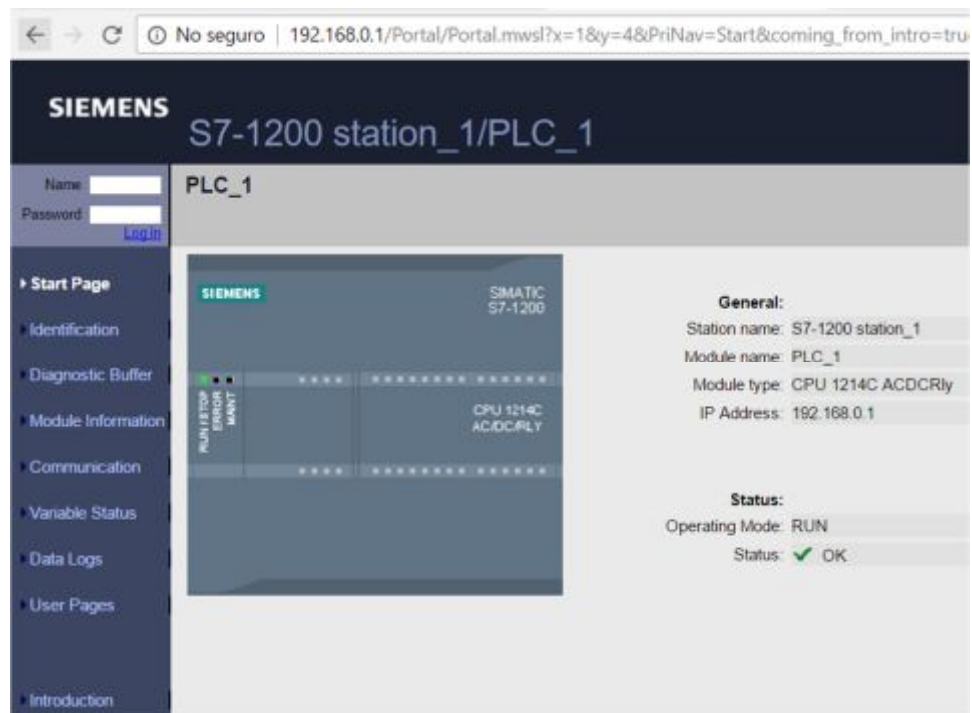 No seguro | 192.168.0.1/Portal/Portal.mwsl?x=1&y=4&PriNav=Start&coming_from_intro=tru
SIEMENS
S7-1200 station_1/PLC_1
Name
Password
Log in
PLC_1
Start Page
Identification
Diagnostic Buffer
Module Information
Communication
Variable Status
Data Logs
User Pages
Introduction
SIEMENS
SIMATIC
S7-1200
RUN / STOP
ERROR
MAINT
CPU 1214C
AC/DC/RLY
General:
Station name: S7-1200 station_1
Module name: PLC_1
Module type: CPU 1214C ACDCRly
IP Address: 192.168.0.1
Status:
Operating Mode: RUN
Status: OK